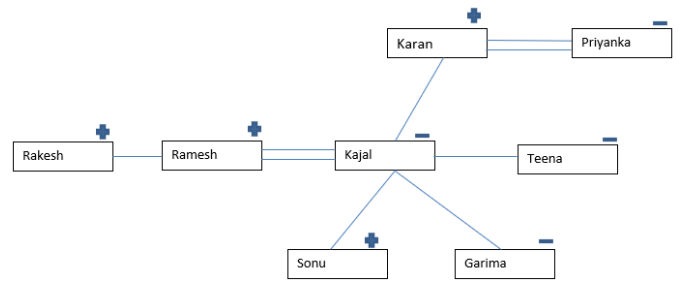 Karan
Priyanka
Rakesh
Ramesh
Kajal
Teena
Sonu
Garima